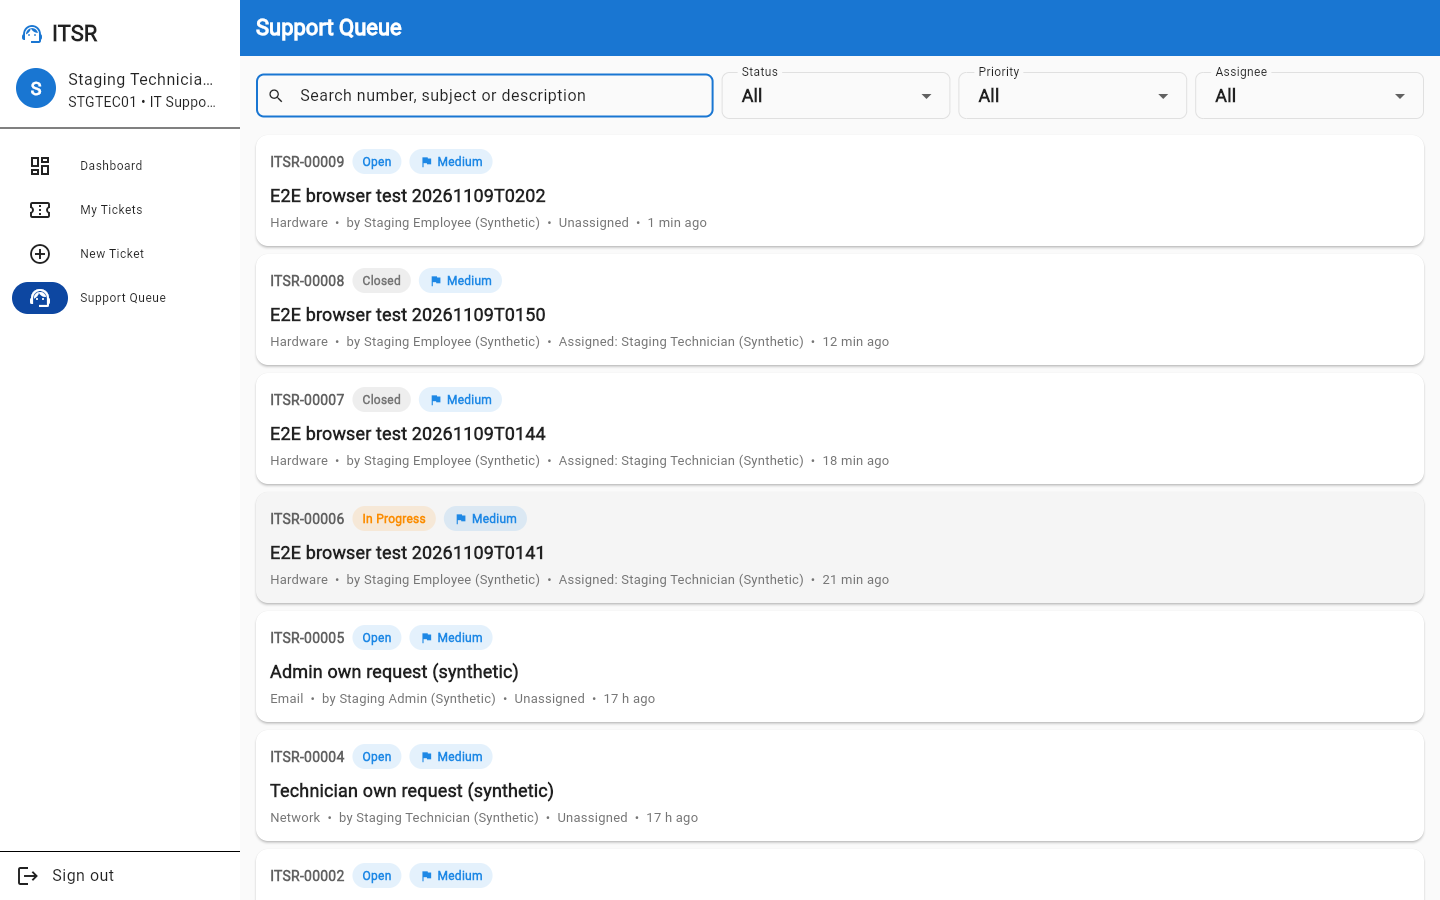 ITSR
Staging Technicia...
STGTEC01 • IT Suppo...
Dashboard
My Tickets
New Ticket
Support Queue
Sign out
Support Queue
Search number, subject or description
Status
All
Priority
All
Assignee
All
ITSR-00009 Open Medium
E2E browser test 20261109T0202
Hardware • by Staging Employee (Synthetic) • Unassigned • 1 min ago
ITSR-00008 Closed Medium
E2E browser test 20261109T0150
Hardware • by Staging Employee (Synthetic) • Assigned: Staging Technician (Synthetic) • 12 min ago
ITSR-00007 Closed Medium
E2E browser test 20261109T0144
Hardware • by Staging Employee (Synthetic) • Assigned: Staging Technician (Synthetic) • 18 min ago
ITSR-00006 In Progress Medium
E2E browser test 20261109T0141
Hardware • by Staging Employee (Synthetic) • Assigned: Staging Technician (Synthetic) • 21 min ago
ITSR-00005 Open Medium
Admin own request (synthetic)
Email • by Staging Admin (Synthetic) • Unassigned • 17 h ago
ITSR-00004 Open Medium
Technician own request (synthetic)
Network • by Staging Technician (Synthetic) • Unassigned • 17 h ago
ITSR-00002 Open Medium